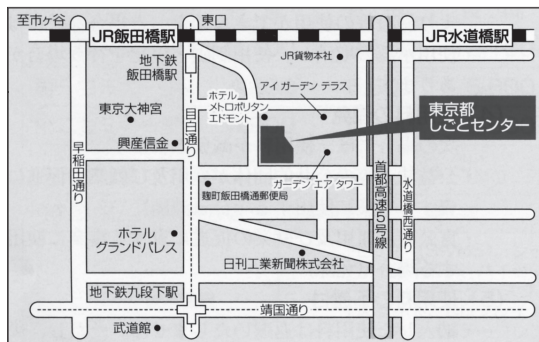 至市ヶ谷
東口
JR飯田橋駅
JR水道橋駅
地下鉄
飯田橋駅
JR貨物本社
アイ ガーデン テラス
ホテル
メトロポリタン
エドモント
東京都
しごとセンター
東京大神宮
興産信金
目白通り
早稲田通り
ガーデン エア タワー
麹町飯田橋通郵便局
首都高速5号線
水道橋西通り
ホテル
グランドパレス
日刊工業新聞株式会社
地下鉄九段下駅
靖国通り
武道館